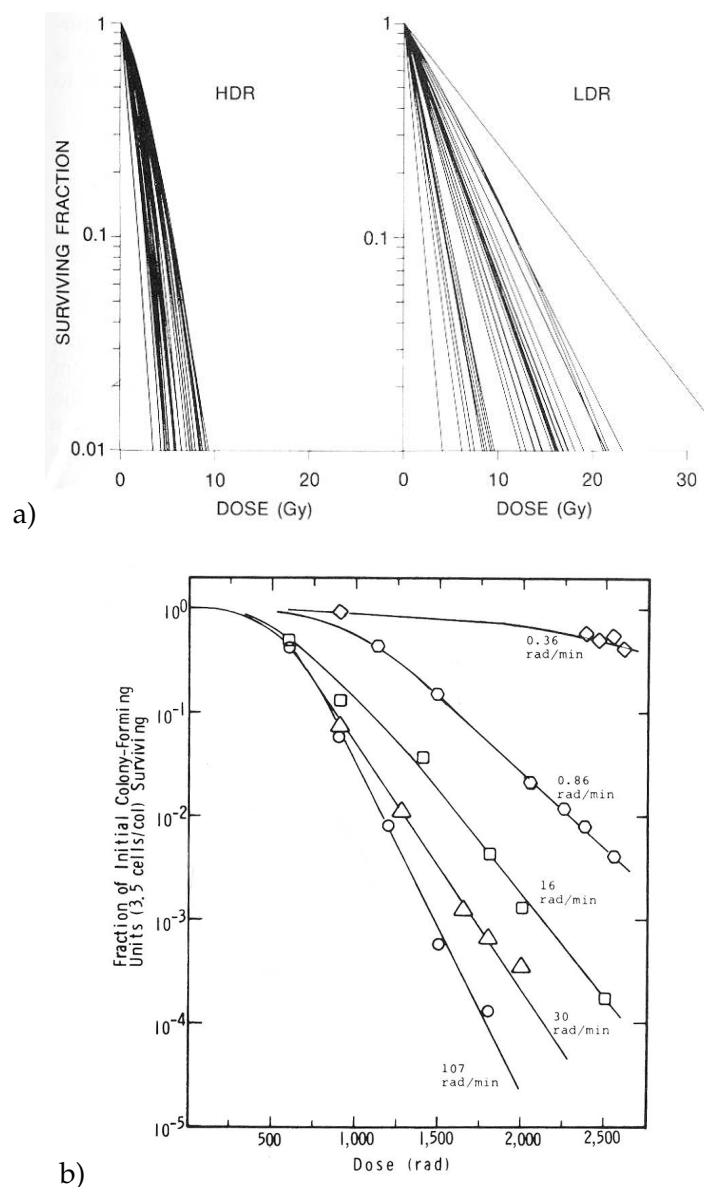 1
HDR
1
LDR
SURVIVING FRACTION
0.1
0.1
0.01
0
10
20
0
10
20
30
DOSE (Gy)
DOSE (Gy)
a)
Fraction of Initial Colony-Forming
Units (3.5 cells/col) Surviving
10^0
10^-1
10^-2
10^-3
10^-4
10^-5
0.36
rad/min
0.86
rad/min
16
rad/min
30
rad/min
107
rad/min
500
1,000
1,500
2,000
2,500
Dose (rad)
b)